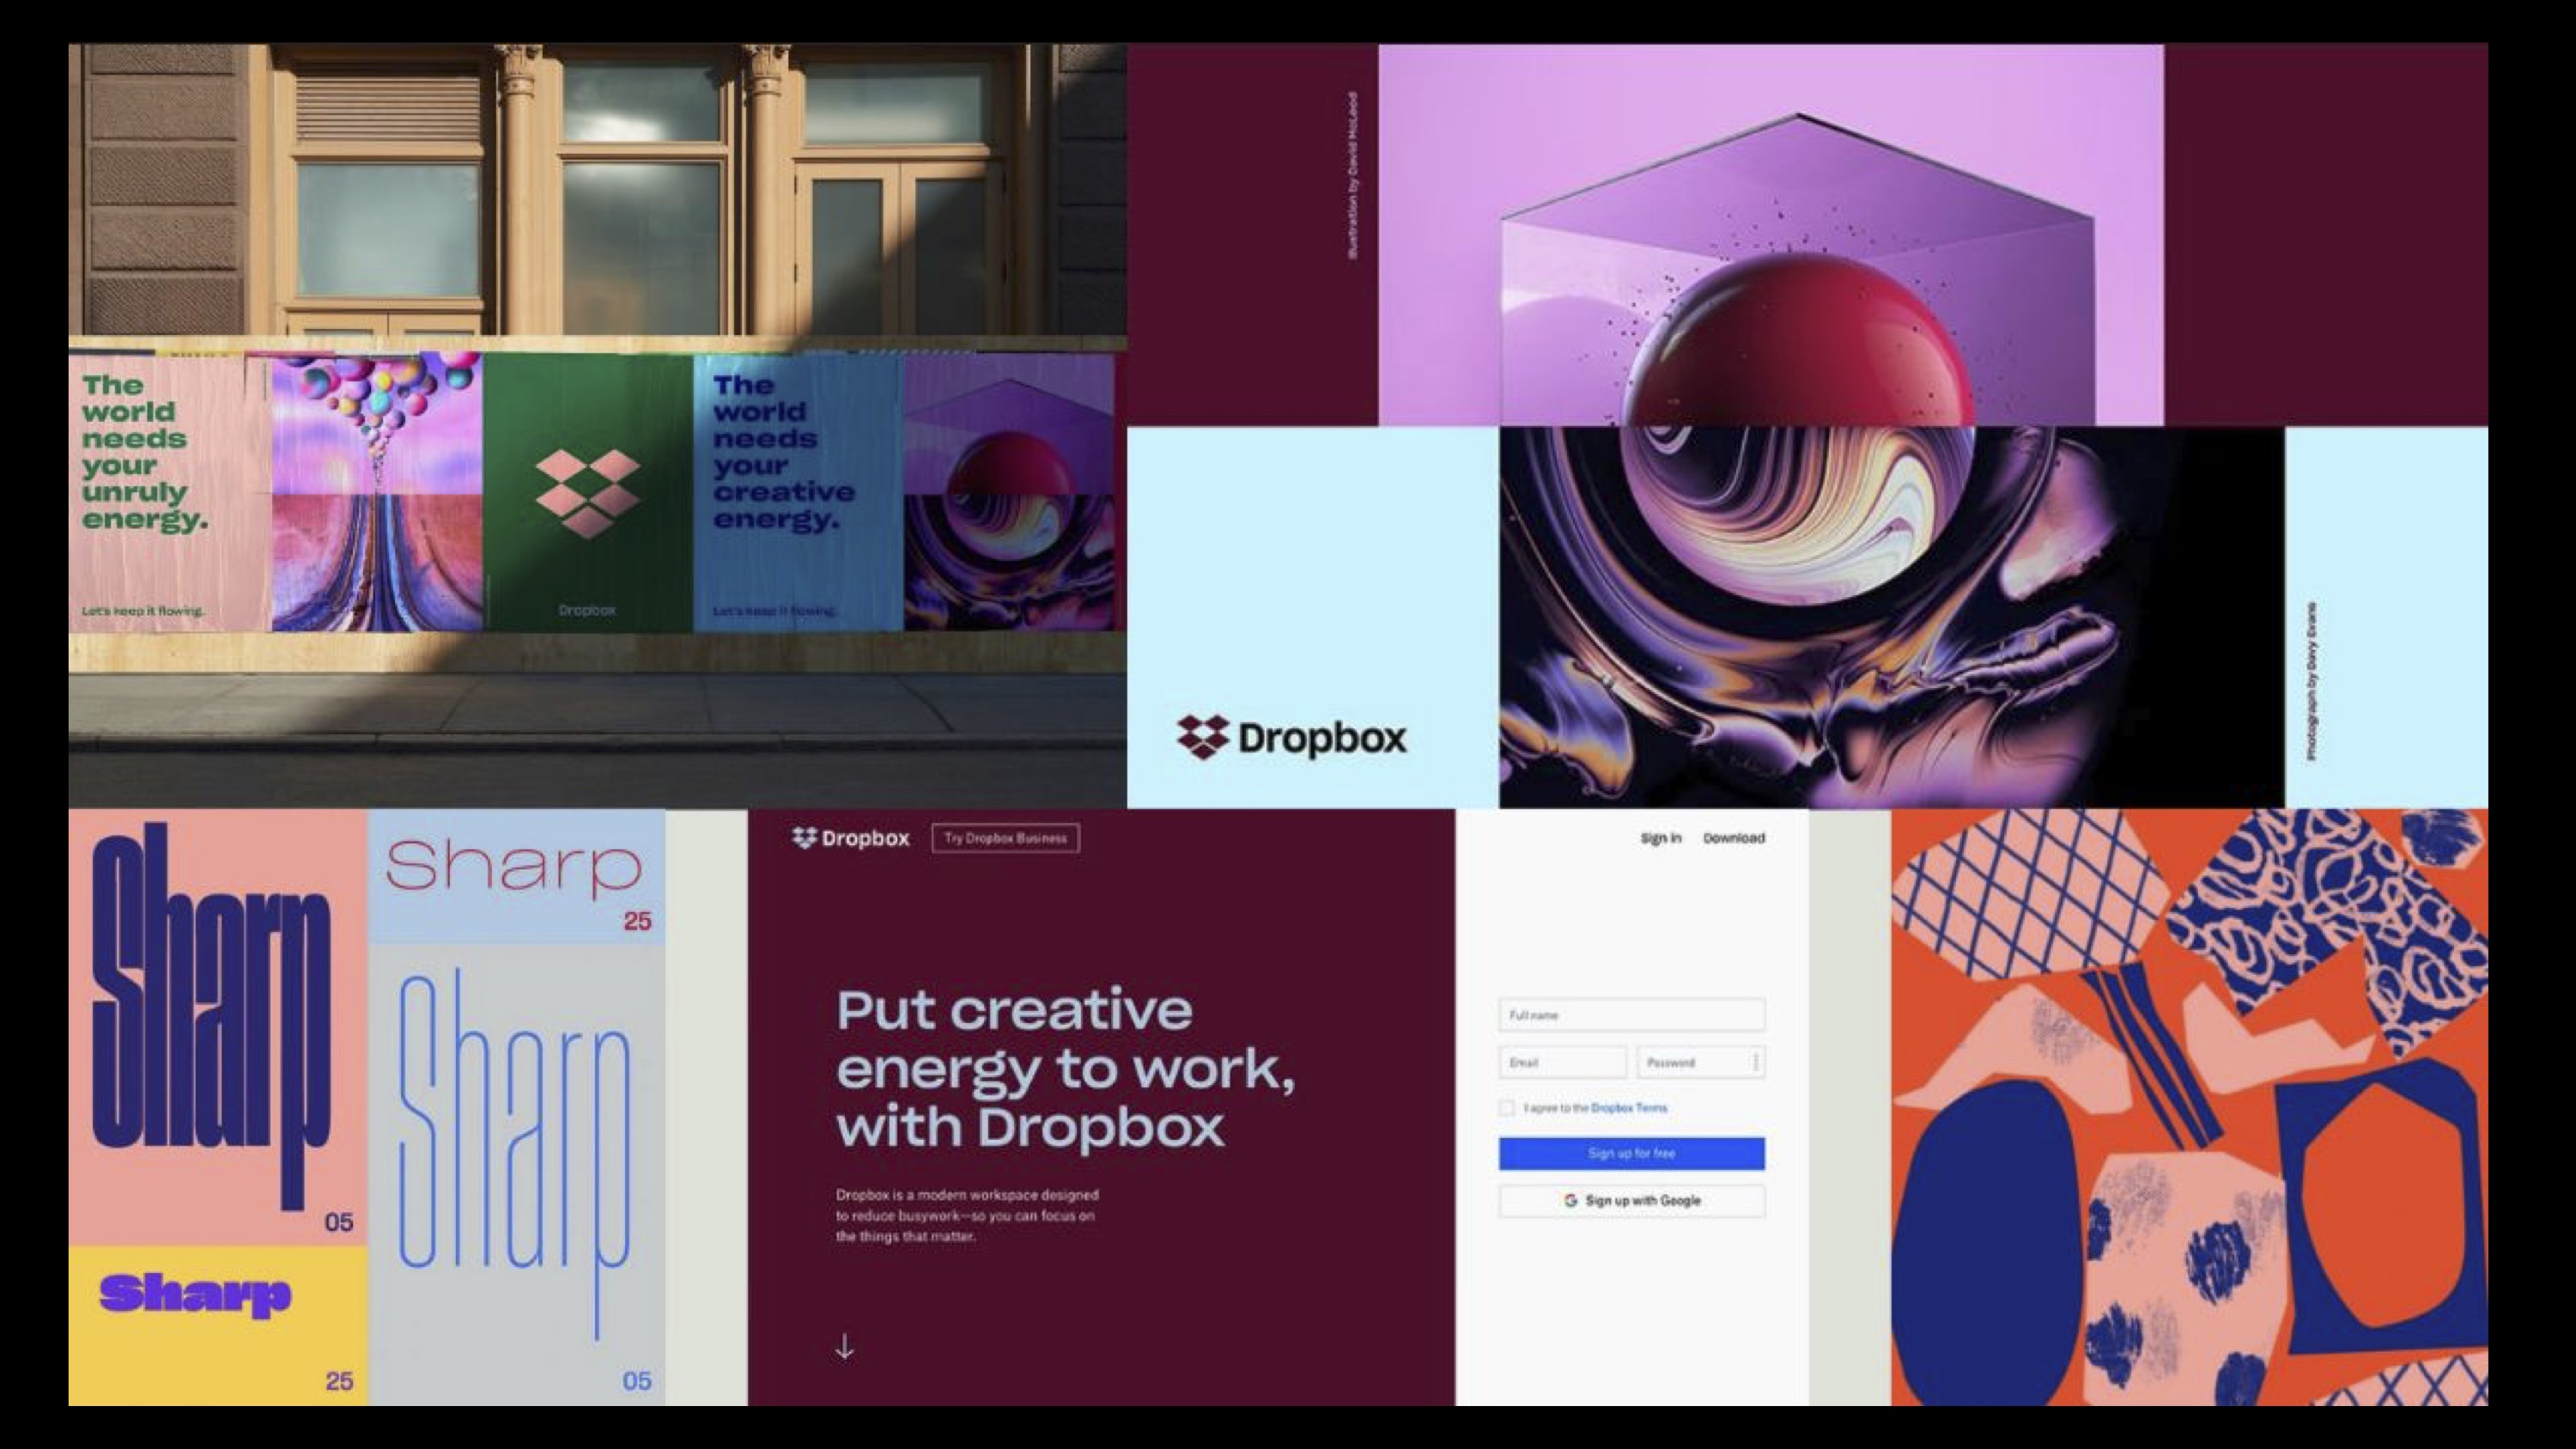 The
world
needs
your
unruly
energy.
Let's keep it flowing.
Dropbox
The
world
needs
your
creative
energy.
Let's keep it flowing.
Illustration by David McLeod
Dropbox
Photograph by Davy Evans
Sharp
05
Sharp
25
Sharp
25
Sharp
05
Dropbox
Try Dropbox Business
Put creative
energy to work,
with Dropbox
Dropbox is a modern workspace designed
to reduce busywork—so you can focus on
the things that matter.
Sign in Download
Full name
Email Password
I agree to the Dropbox Terms
Sign up for free
G Sign up with Google